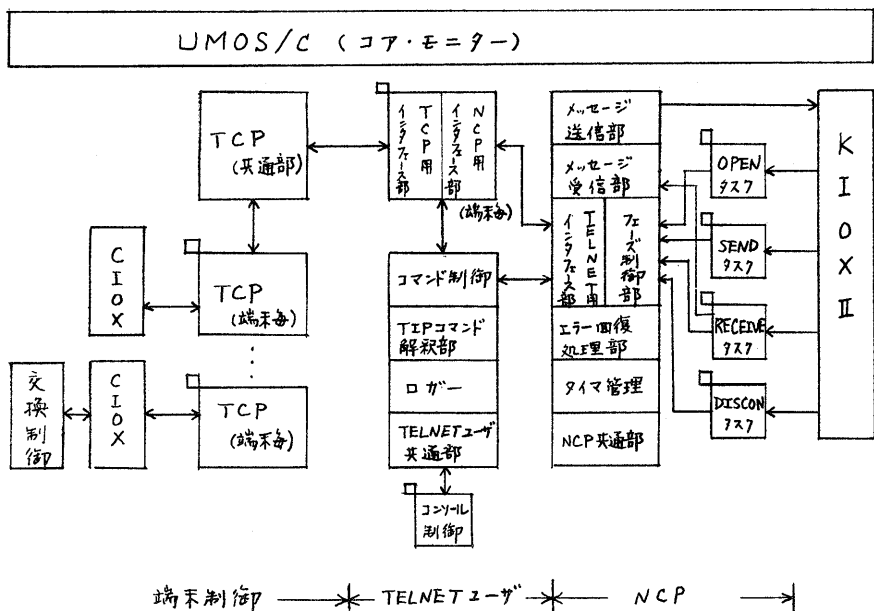 UMOS/C (コア・モニター)
TCP
(共通部)
TCP用
インタフェース部
NCP用
インタフェース部
(端末毎)
メッセージ
送信部
メッセージ
受信部
TELNET用
インタフェース部
フェーズ制御部
OPEN
タスク
SEND
タスク
RECEIVE
タスク
DISCON
タスク
KIOXⅡ
CIOX
TCP
(端末毎)
コマンド制御
TIPコマンド
解釈部
エラー回復
処理部
交換制御
CIOX
TCP
(端末毎)
ロガー
タイマ管理
TELNETユーザ
共通部
NCP共通部
コンソール
制御
端末制御
TELNETユーザ
NCP